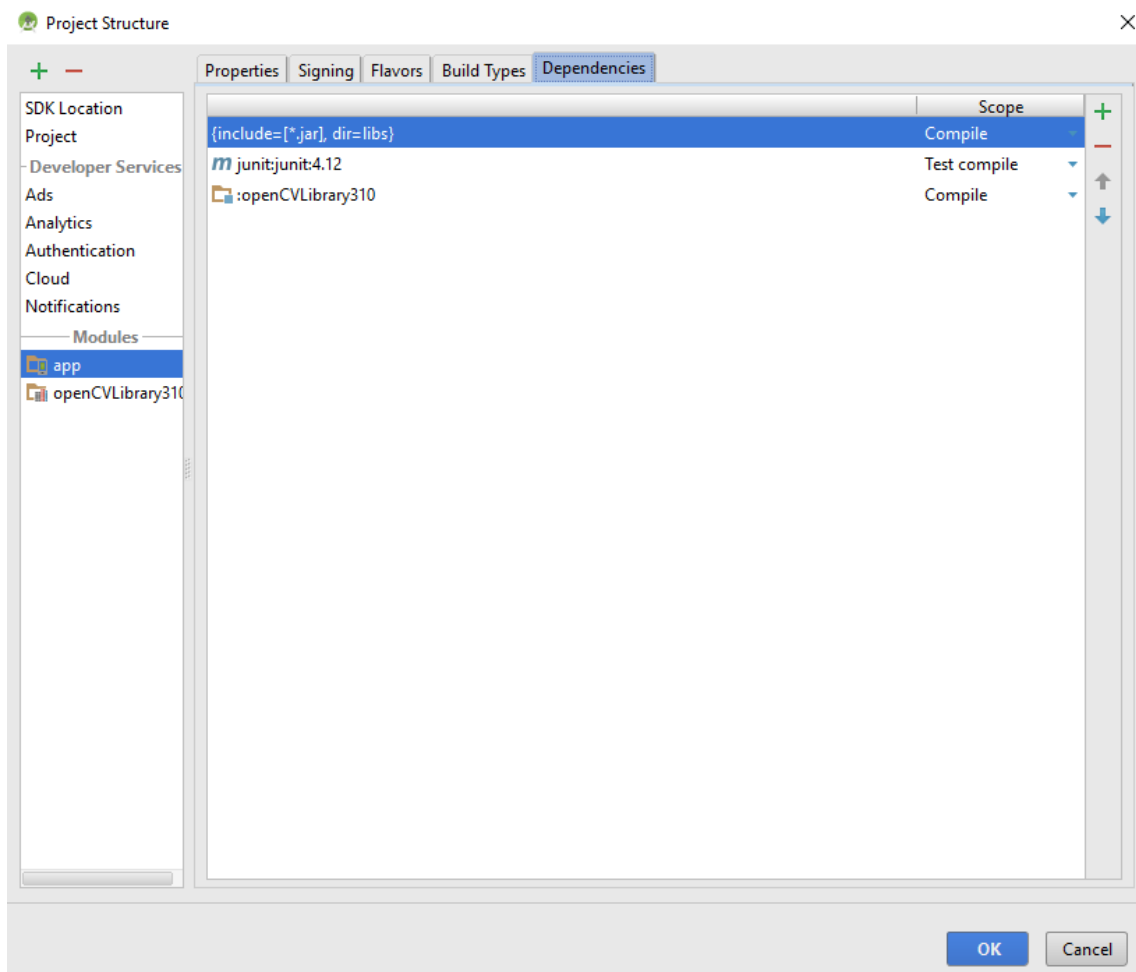 Project Structure
Properties Signing Flavors Build Types Dependencies
SDK Location
Project
Developer Services
Ads
Analytics
Authentication
Cloud
Notifications
Modules
app
openCVLibrary310
Scope
{include=[*.jar], dir=libs} Compile
m junit:junit:4.12 Test compile
:openCVLibrary310 Compile
OK Cancel